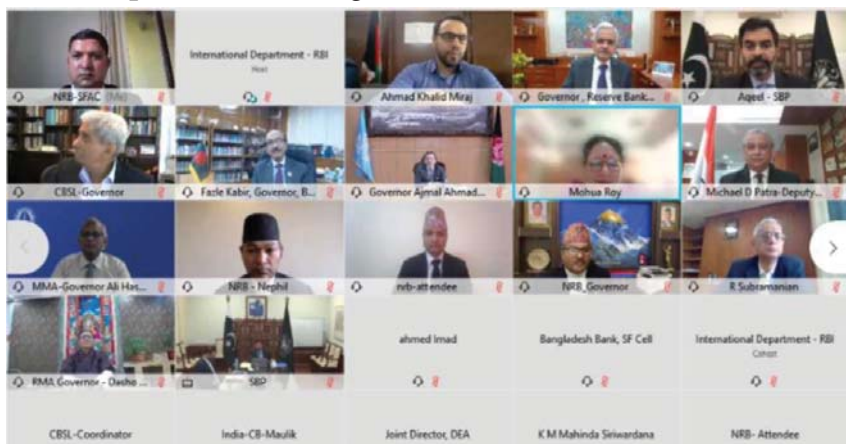 NRB-SFAC (Me)
International Department - RBI
Host
Ahmad Khalid Miraj
Governor , Reserve Bank...
Aqeel - SBP
CBSL-Governor
Fazle Kabir, Governor, B...
Governor Ajmal Ahmad...
Mohua Roy
Michael D Patra-Deputy...
MMA-Governor Ali Has...
NRB - Nephil
nrb-attendee
NRB_Governor
R Subramanian
RMA Governor - Dasho ...
SBP
ahmed Imad
Bangladesh Bank, SF Cell
International Department - RBI
Cohost
CBSL-Coordinator
India-CB-Maulik
Joint Director, DEA
K M Mahinda Siriwardana
NRB- Attendee